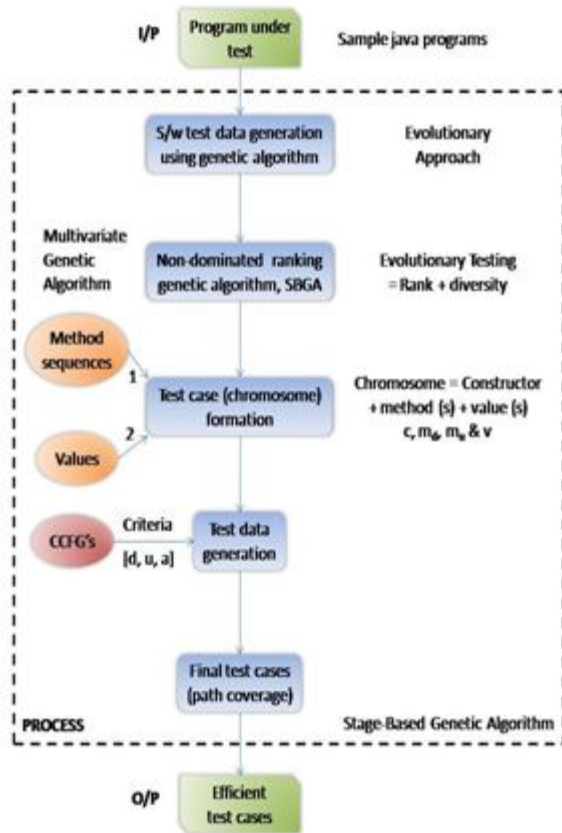 I/P
Program under
test
Sample java programs
S/w test data generation
using genetic algorithm
Evolutionary
Approach
Multivariate
Genetic
Algorithm
Non-dominated ranking
genetic algorithm, SBGA
Evolutionary Testing
= Rank + diversity
Method
sequences
1
Test case (chromosome)
formation
Chromosome = Constructor
+ method (s) + value (s)
c, m & v
2
Values
CCFG's
Criteria
[d, u, a]
Test data
generation
Final test cases
(path coverage)
PROCESS
Stage-Based Genetic Algorithm
O/P
Efficient
test cases